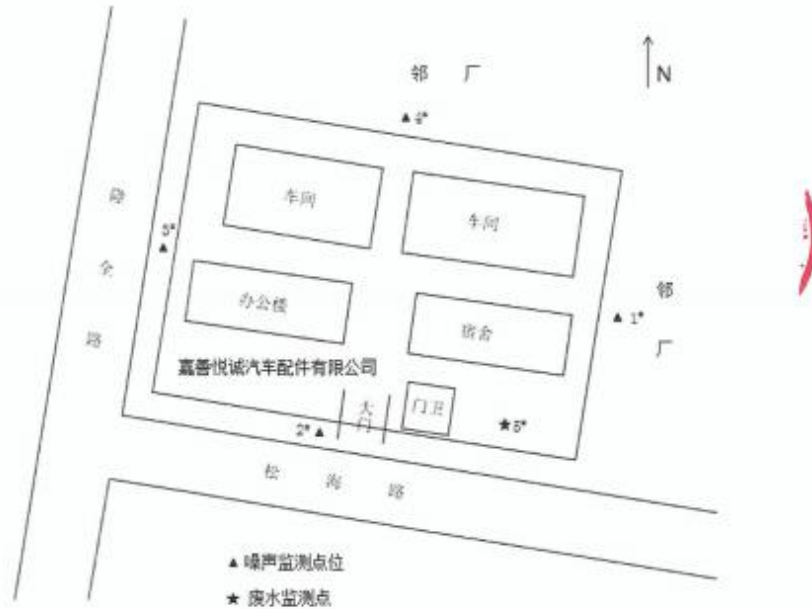 邻 厂
N
▲ 4#
车间
车间
▲
办公楼
宿舍
▲ 1#
邻
厂
全
路
嘉善悦诚汽车配件有限公司
大门
门卫
2# ▲
★
松 海 路
▲ 噪声监测点位
★ 废水监测点